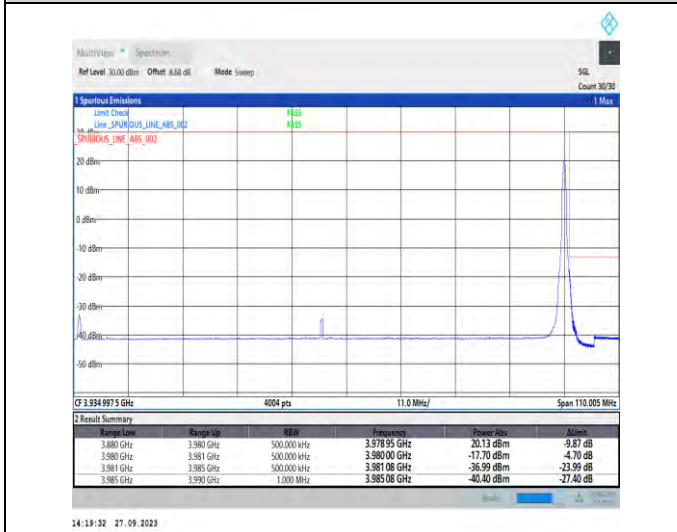 MultiView Spectrum
Ref Level 30.00 dBm Offset 8.68 dB Mode Sweep SGL
Count 30/30
1 Spurious Emissions 1 Max
Limit Check PASS
Line _SPURIOUS_LINE_ABS_002 PASS
_SPURIOUS_LINE_ABS_002
20 dBm
10 dBm
0 dBm
-10 dBm
-20 dBm
-30 dBm
-40 dBm
-50 dBm
CF 3.934 997 5 GHz 4004 pts 11.0 MHz/ Span 110.005 MHz
2 Result Summary
Range Low Range Up RBW Frequency Power Abs ΔLimit
3.880 GHz 3.980 GHz 500.000 kHz 3.978 95 GHz 20.13 dBm -9.87 dB
3.980 GHz 3.981 GHz 500.000 kHz 3.980 00 GHz -17.70 dBm -4.70 dB
3.981 GHz 3.985 GHz 500.000 kHz 3.981 08 GHz -36.99 dBm -23.99 dB
3.985 GHz 3.990 GHz 1.000 MHz 3.985 08 GHz -40.40 dBm -27.40 dB
14:19:32 27.09.2023